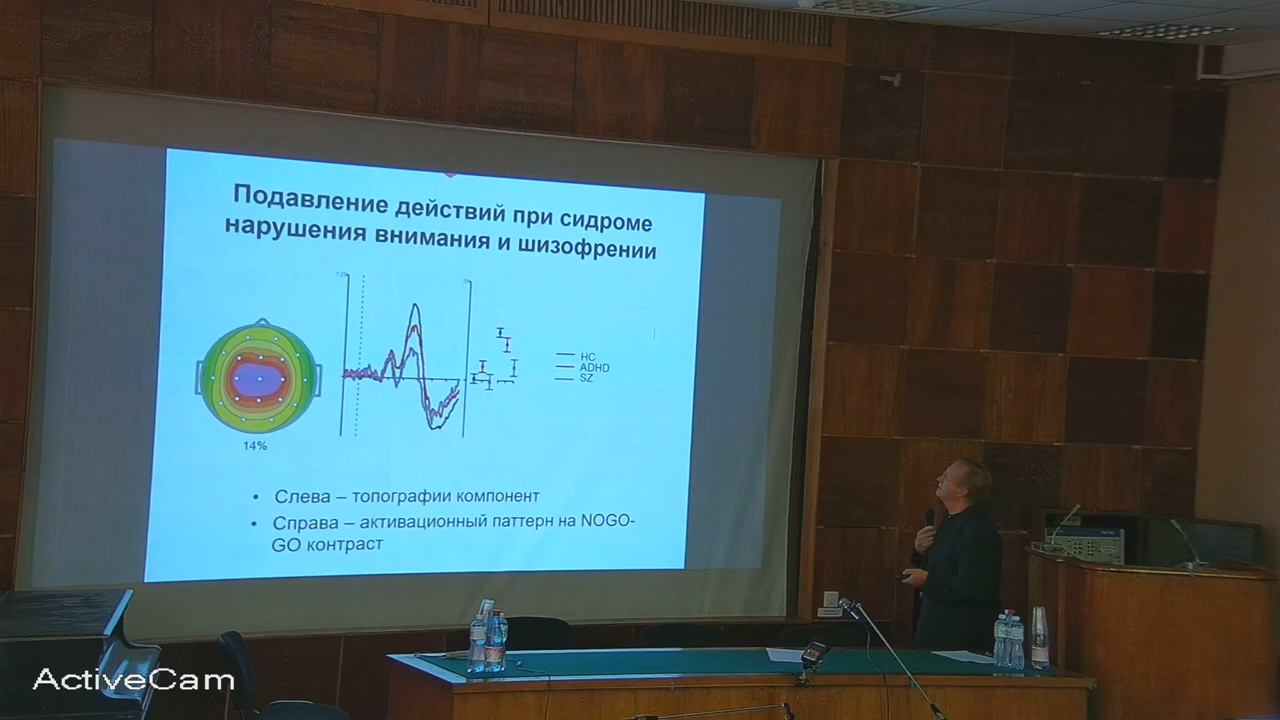 Подавление действий при сидроме
нарушения внимания и шизофрении
HC
ADHD
SZ
14%
• Слева – топографии компонент
• Справа – активационный паттерн на NOGO-
GO контраст
ActiveCam